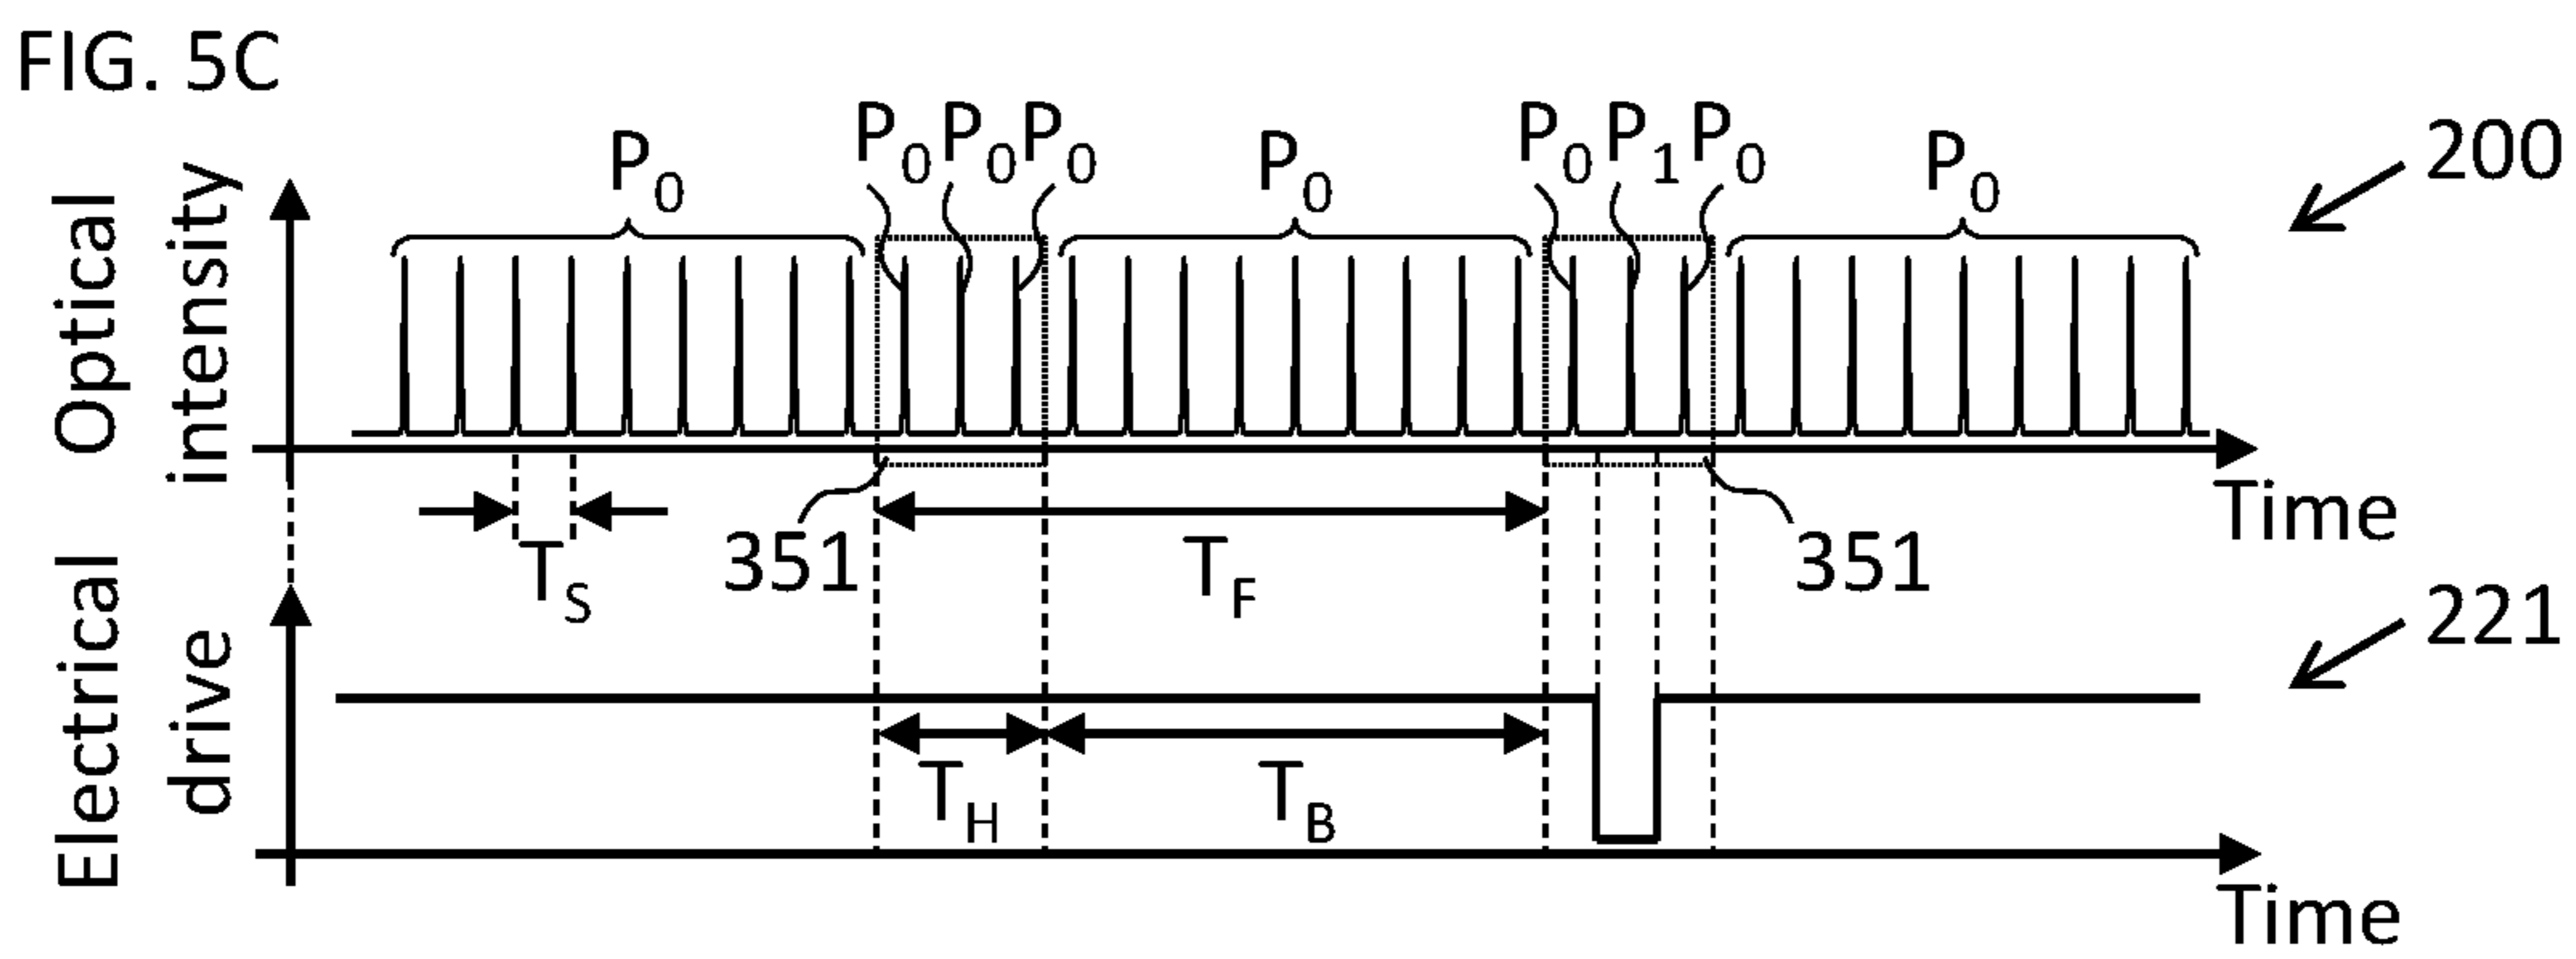 FIG. 5C
P0 P0P0P0 P0 P0P1P0 P0
200
Optical
intensity
Time
TS 351 TF 351
221
Electrical
drive
TH TB
Time